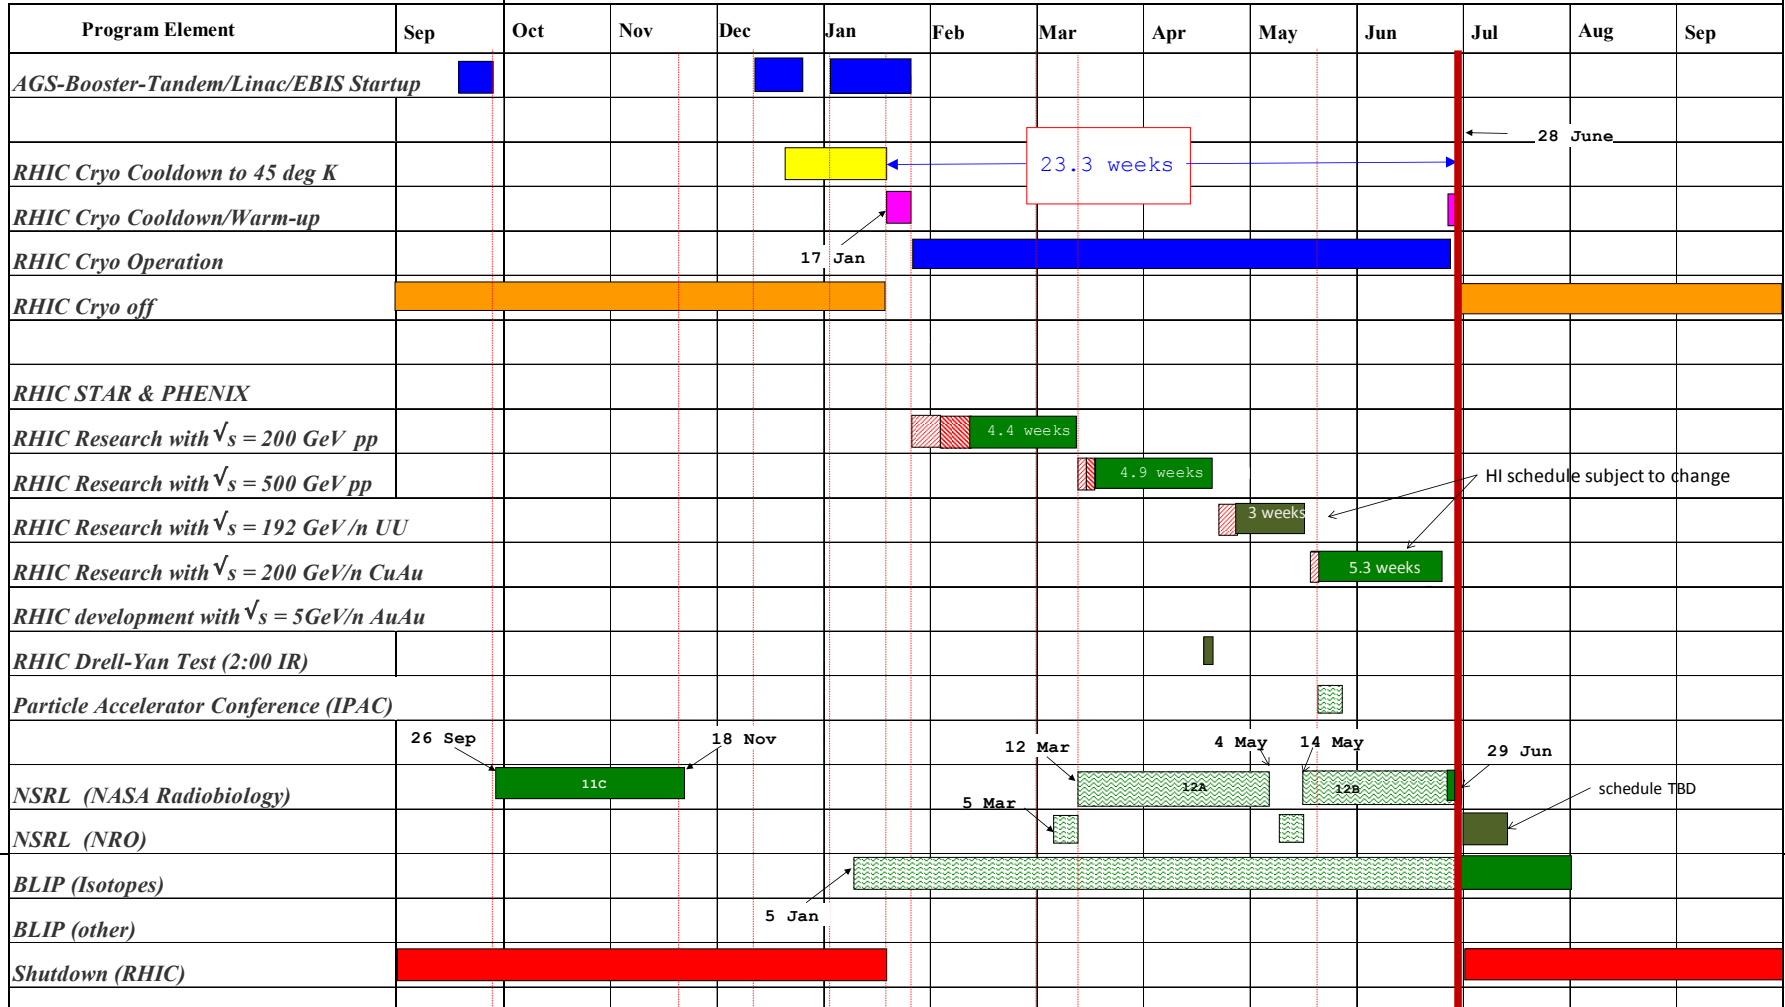 Program Element Sep Oct Nov Dec Jan Feb Mar Apr May Jun Jul Aug Sep
AGS-Booster-Tandem/Linac/EBIS Startup
28 June
RHIC Cryo Cooldown to 45 deg K 23.3 weeks
RHIC Cryo Cooldown/Warm-up
17 Jan
RHIC Cryo Operation
RHIC Cryo off
RHIC STAR & PHENIX
RHIC Research with √s = 200 GeV pp 4.4 weeks
RHIC Research with √s = 500 GeV pp 4.9 weeks
HI schedule subject to change
RHIC Research with √s = 192 GeV /n UU 3 weeks
RHIC Research with √s = 200 GeV/n CuAu 5.3 weeks
RHIC development with √s = 5GeV/n AuAu
RHIC Drell-Yan Test (2:00 IR)
Particle Accelerator Conference (IPAC)
26 Sep 18 Nov 12 Mar 4 May 14 May 29 Jun
NSRL (NASA Radiobiology) 11C 12A 12B
schedule TBD
5 Mar
NSRL (NRO)
BLIP (Isotopes)
5 Jan
BLIP (other)
Shutdown (RHIC)